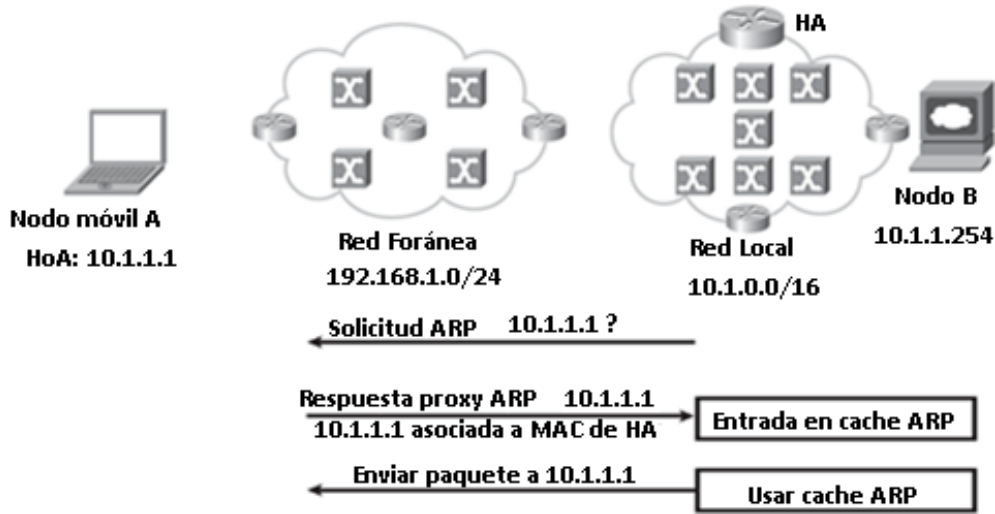 HA
Nodo móvil A
HoA: 10.1.1.1
Red Foránea
192.168.1.0/24
Red Local
10.1.0.0/16
Nodo B
10.1.1.254
Solicitud ARP 10.1.1.1 ?
Respuesta proxy ARP 10.1.1.1
10.1.1.1 asociada a MAC de HA
Entrada en cache ARP
Enviar paquete a 10.1.1.1
Usar cache ARP